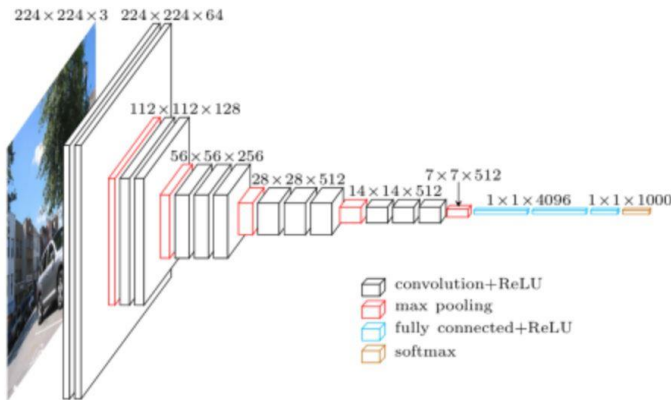 224×224×3 224×224×64
112×112×128
56×56×256
28×28×512
14×14×512
7×7×512
1×1×4096 1×1×1000
convolution+ReLU
max pooling
fully connected+ReLU
softmax